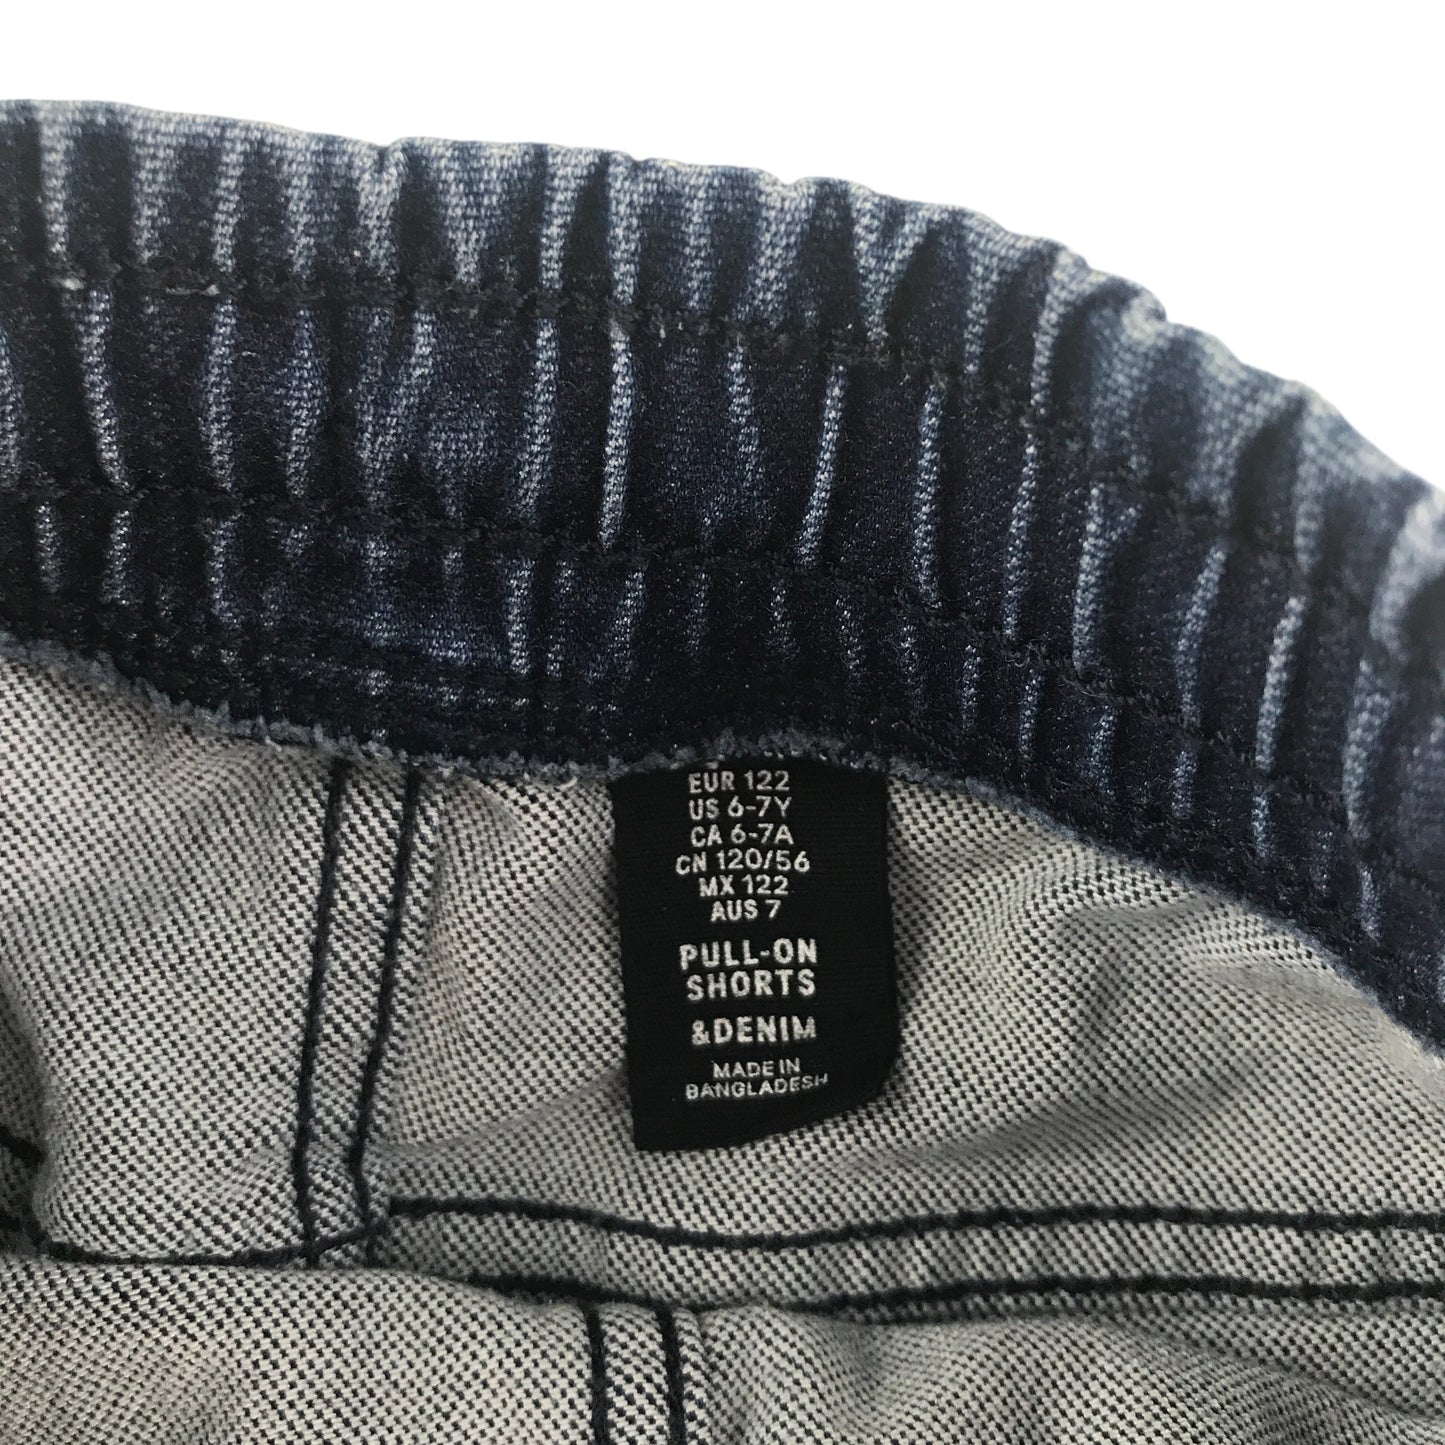 EUR 122
US 6-7Y
CA 6-7A
CN 120/56
MX 122
AUS 7
PULL-ON
SHORTS
&DENIM
MADE IN
BANGLADESH